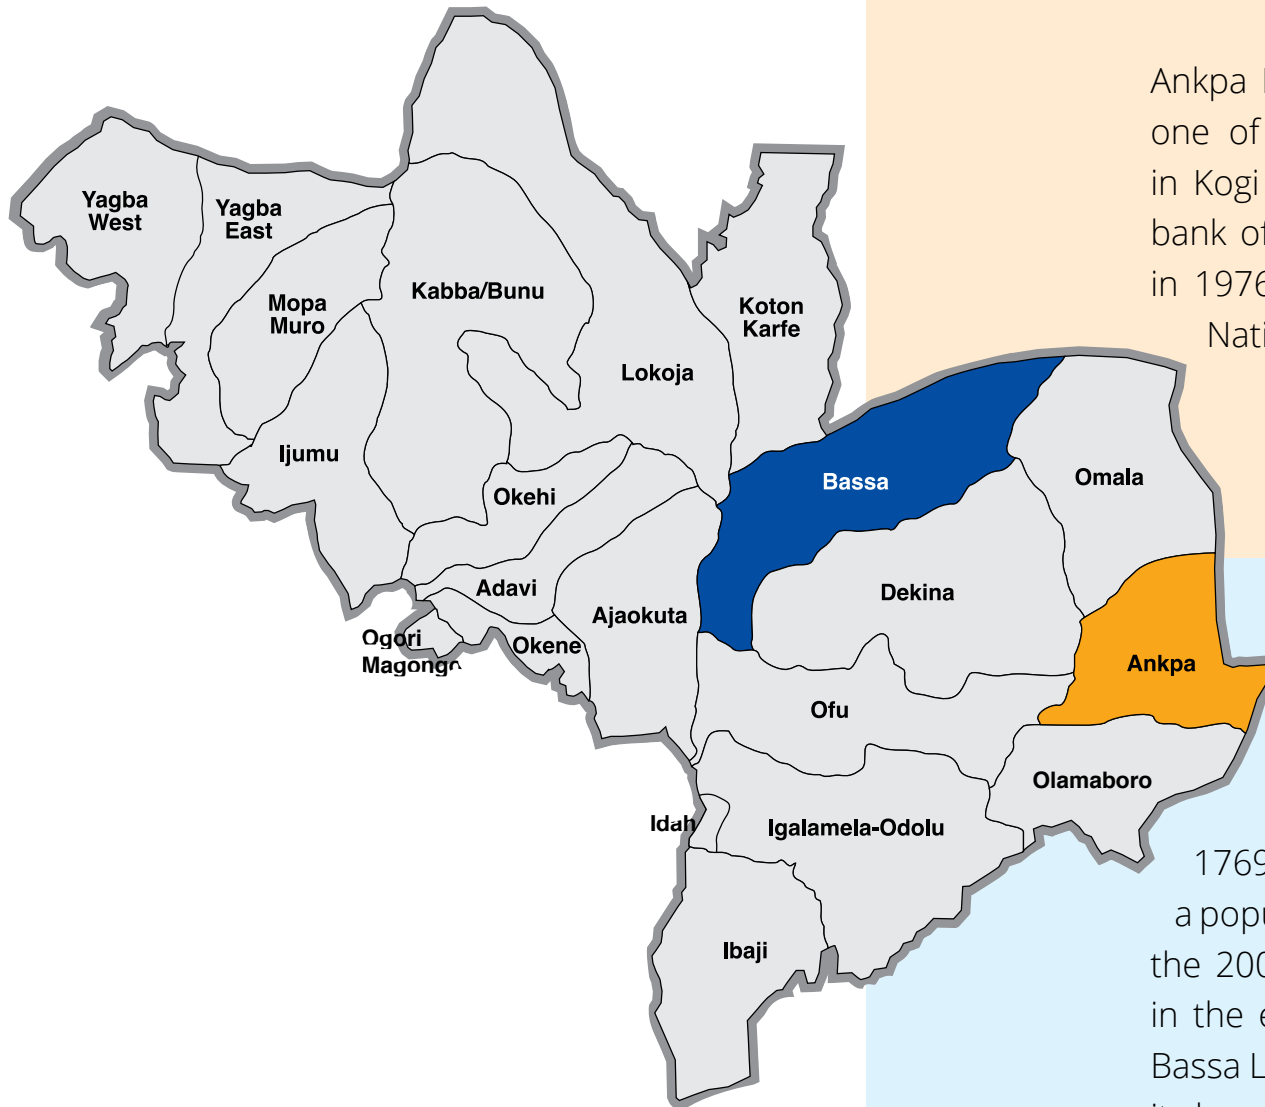 Yagba
West
Yagba
East
Mopa
Muro
Kabba/Bunu
Koton
Karfe
Lokoja
Ijumu
Okehi
Bassa
Omala
Adavi
Ajaokuta
Dekina
Ogori
Magongo
Okene
Ankpa
Ofu
Olamaboro
Idah
Igalamela-Odolu
Ibaji
Ankpa
one of
in Kogi
bank of
in 1976
Nati
1769
a popu
the 200
in the e
Bassa L